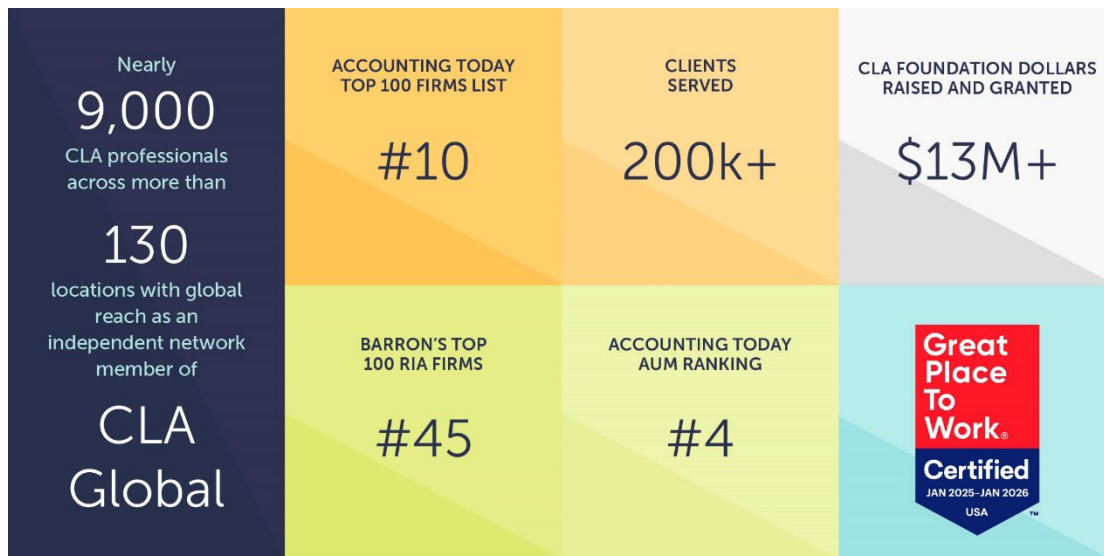 Nearly
9,000
CLA professionals
across more than
130
locations with global
reach as an
independent network
member of
CLA
Global
ACCOUNTING TODAY
TOP 100 FIRMS LIST
#10
CLIENTS
SERVED
200k+
CLA FOUNDATION DOLLARS
RAISED AND GRANTED
$13M+
BARRON'S TOP
100 RIA FIRMS
#45
ACCOUNTING TODAY
AUM RANKING
#4
Great
Place
To
Work®
Certified
JAN 2025–JAN 2026
USA
™